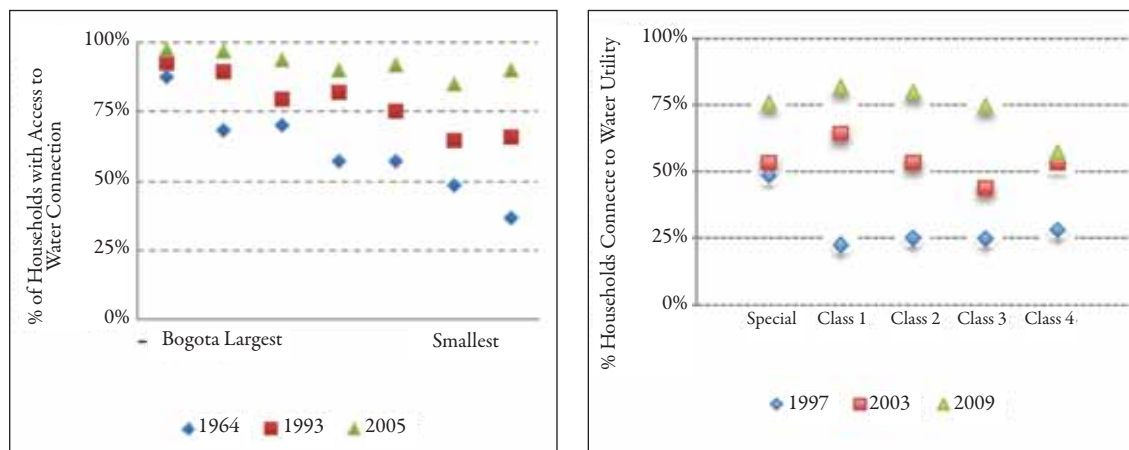 % of Households with Access to
Water Connection
100%
75%
50%
25%
0%
Bogota Largest Smallest
1964 1993 2005
% Households Connecte to Water Utility
100%
75%
50%
25%
0%
Special Class 1 Class 2 Class 3 Class 4
1997 2003 2009